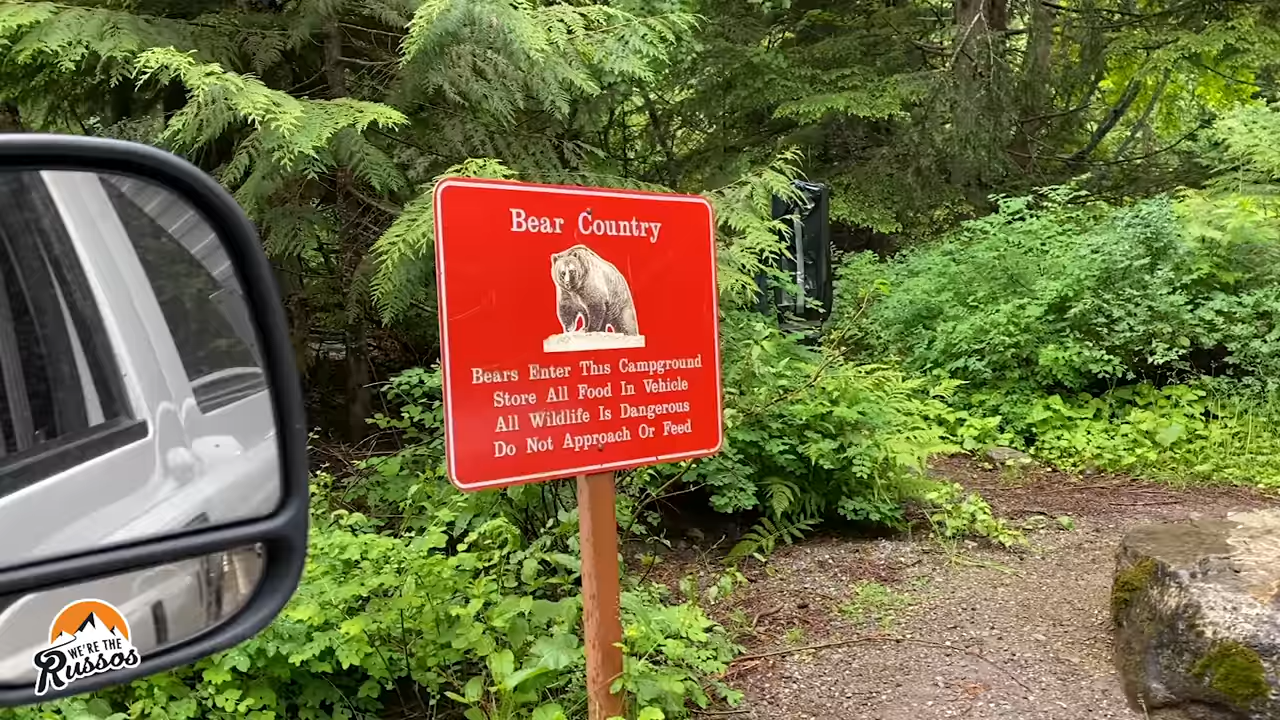 Bear Country
Bears Enter This Campground
Store All Food In Vehicle
All Wildlife Is Dangerous
Do Not Approach Or Feed
WE'RE THE
Russos